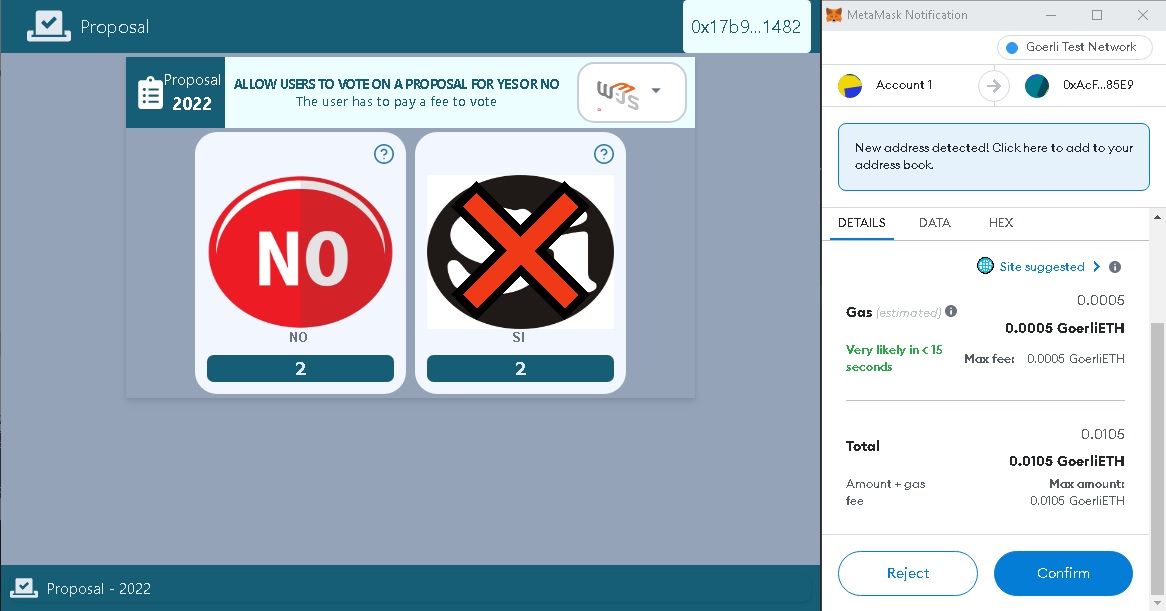 Proposal
0x17b9...1482
Proposal
2022
ALLOW USERS TO VOTE ON A PROPOSAL FOR YES OR NO
The user has to pay a fee to vote
W3JS
?
?
NO
NO
SI
2
2
Proposal - 2022
MetaMask Notification
Goerli Test Network
Account 1
0xAcF...85E9
New address detected! Click here to add to your
address book.
DETAILS
DATA
HEX
Site suggested
0.0005
Gas (estimated)
0.0005 GoerliETH
Very likely in < 15
seconds
Max fee: 0.0005 GoerliETH
0.0105
Total
0.0105 GoerliETH
Amount + gas
fee
Max amount:
0.0105 GoerliETH
Reject
Confirm